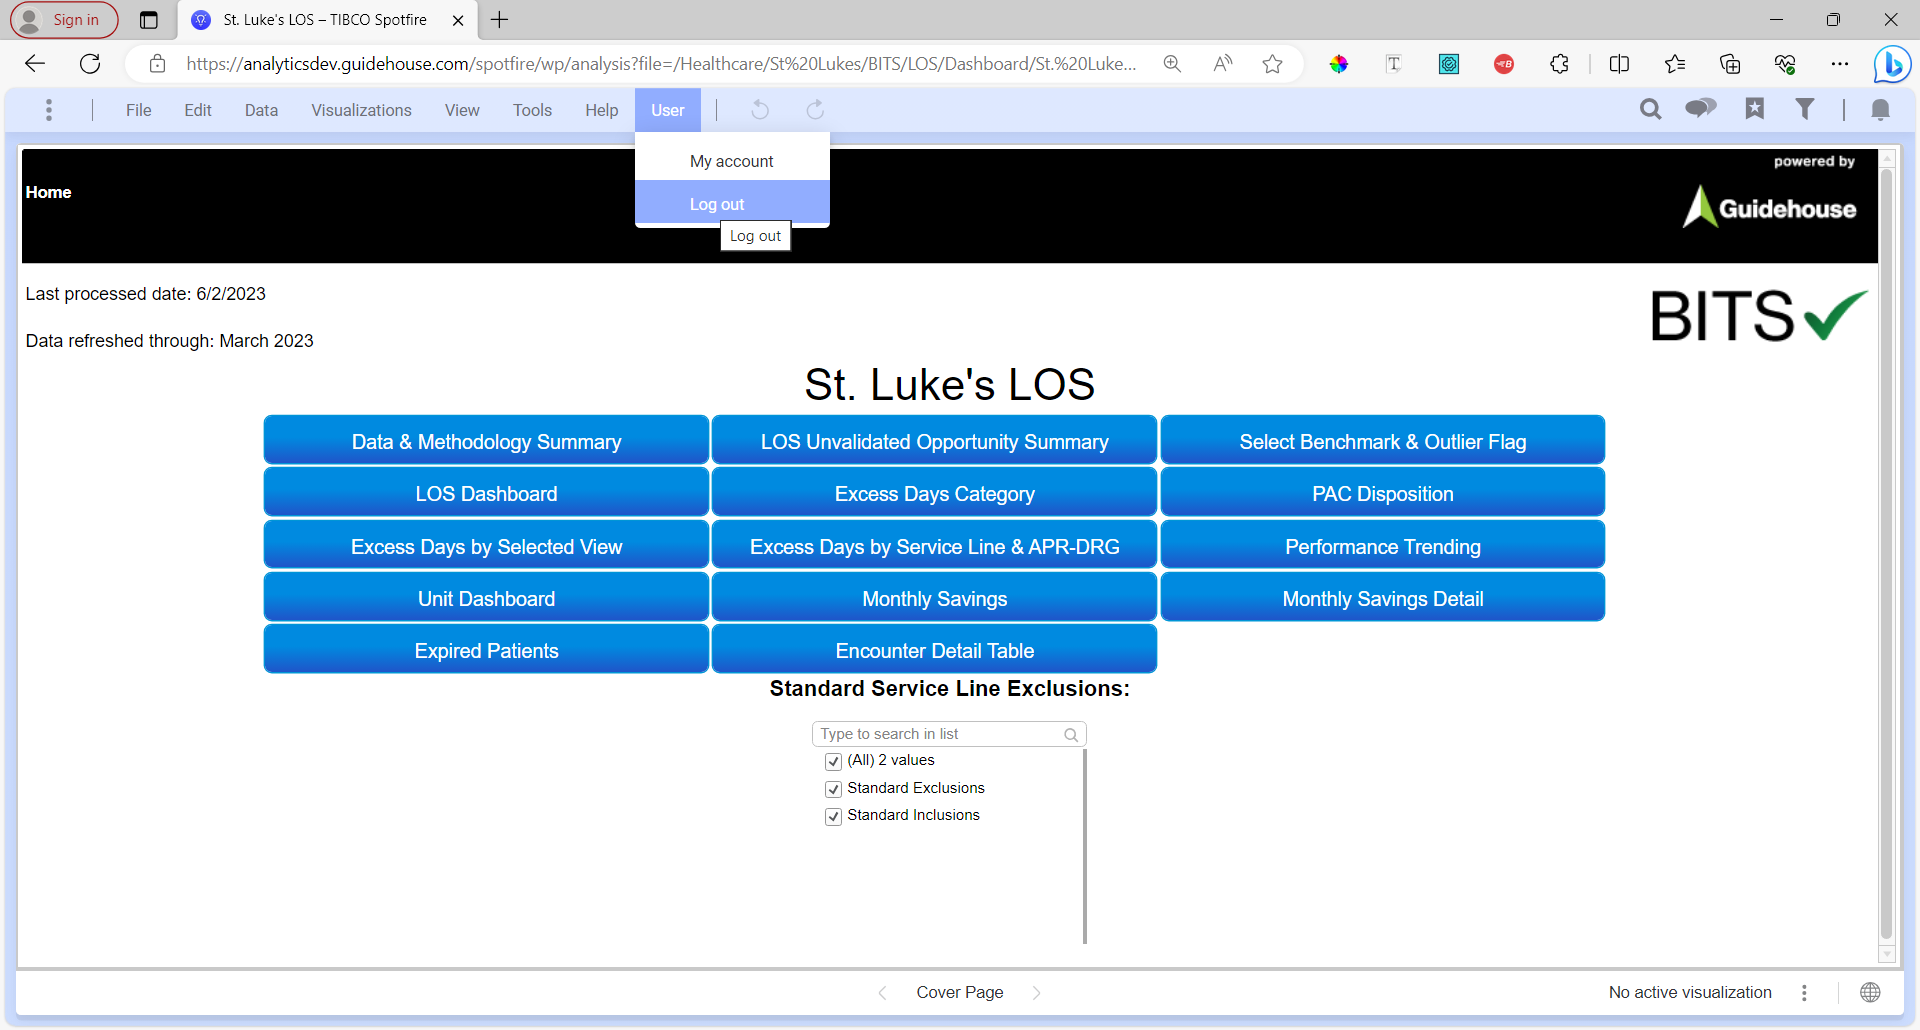 Sign in
St. Luke's LOS – TIBCO Spotfire
https://analyticsdev.guidehouse.com/spotfire/wp/analysis?file=/Healthcare/St%20Lukes/BITS/LOS/Dashboard/St.%20Luke...
File Edit Data Visualizations View Tools Help User
My account
Log out
Log out
Home
powered by
Guidehouse
Last processed date: 6/2/2023
BITS
Data refreshed through: March 2023
St. Luke's LOS
Data & Methodology Summary LOS Unvalidated Opportunity Summary Select Benchmark & Outlier Flag
LOS Dashboard Excess Days Category PAC Disposition
Excess Days by Selected View Excess Days by Service Line & APR-DRG Performance Trending
Unit Dashboard Monthly Savings Monthly Savings Detail
Expired Patients Encounter Detail Table
Standard Service Line Exclusions:
Type to search in list
(All) 2 values
Standard Exclusions
Standard Inclusions
Cover Page
No active visualization